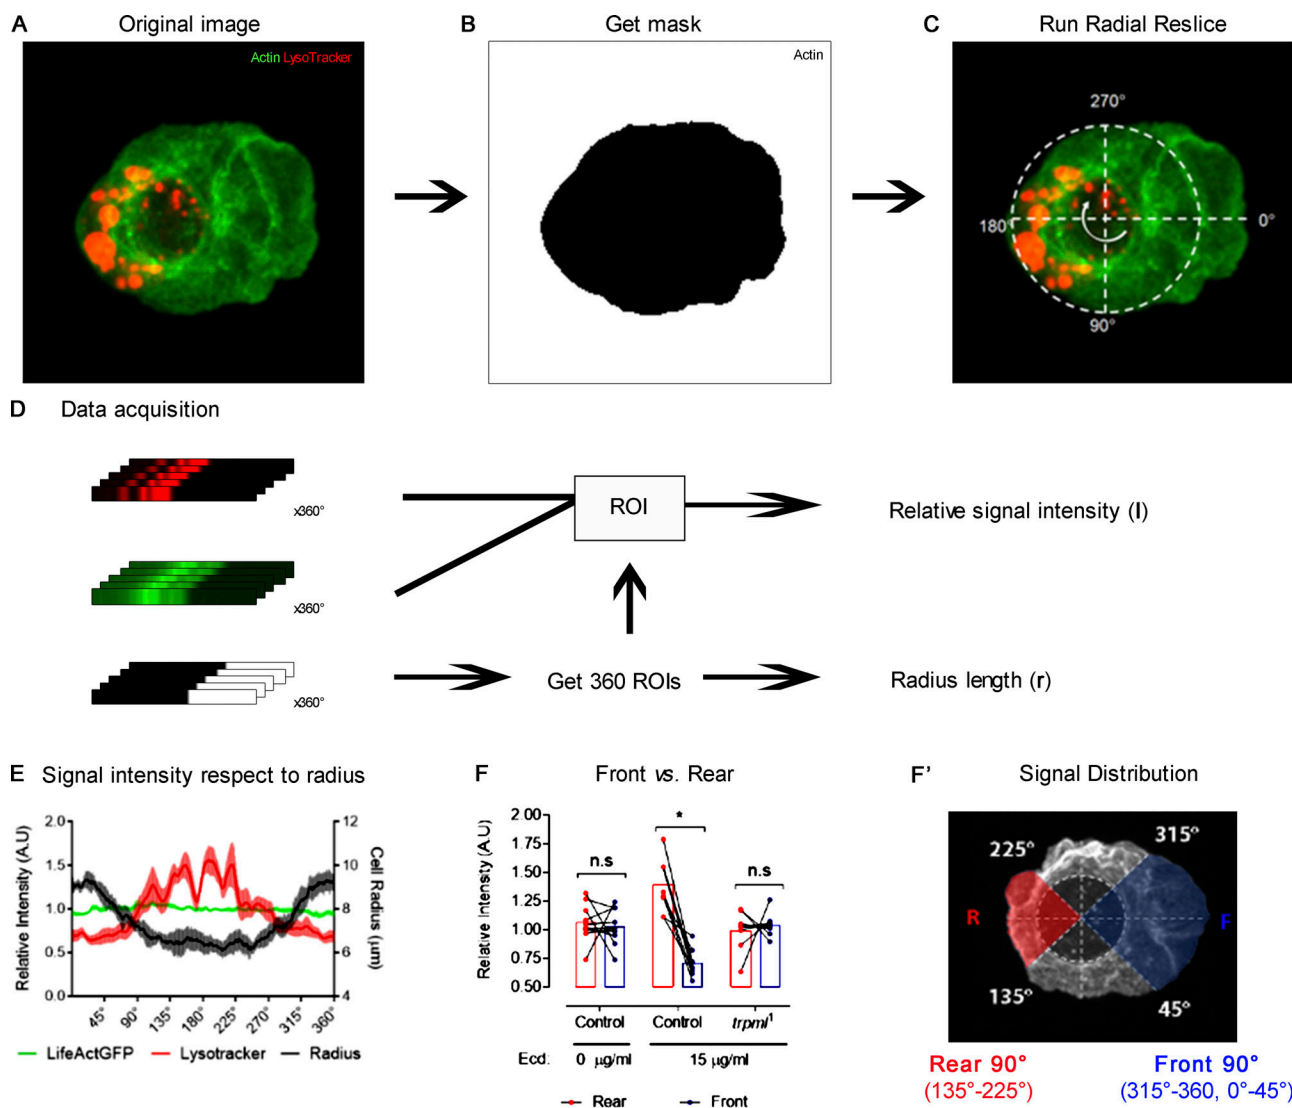 A Original image
B Get mask
C Run Radial Reslice
Actin LysoTracker
Actin
270°
180°
0°
90°
D Data acquisition
x360°
x360°
x360°
ROI
Relative signal intensity (I)
Get 360 ROIs
Radius length (r)
E Signal intensity respect to radius
Relative Intensity (A.U)
2.0
1.5
1.0
0.5
0.0
12
10
8
6
4
Cell Radius (µm)
45° 90° 135° 180° 225° 270° 315° 360°
LifeActGFP Lysotracker Radius
F Front vs. Rear
Relative Intensity (A.U)
2.00
1.75
1.50
1.25
1.00
0.75
0.50
n.s * n.s
Control Control trpml¹
Ecd: 0 µg/ml 15 µg/ml
Rear Front
F' Signal Distribution
225° 315°
R F
135° 45°
Rear 90° Front 90°
(135°-225°) (315°-360, 0°-45°)